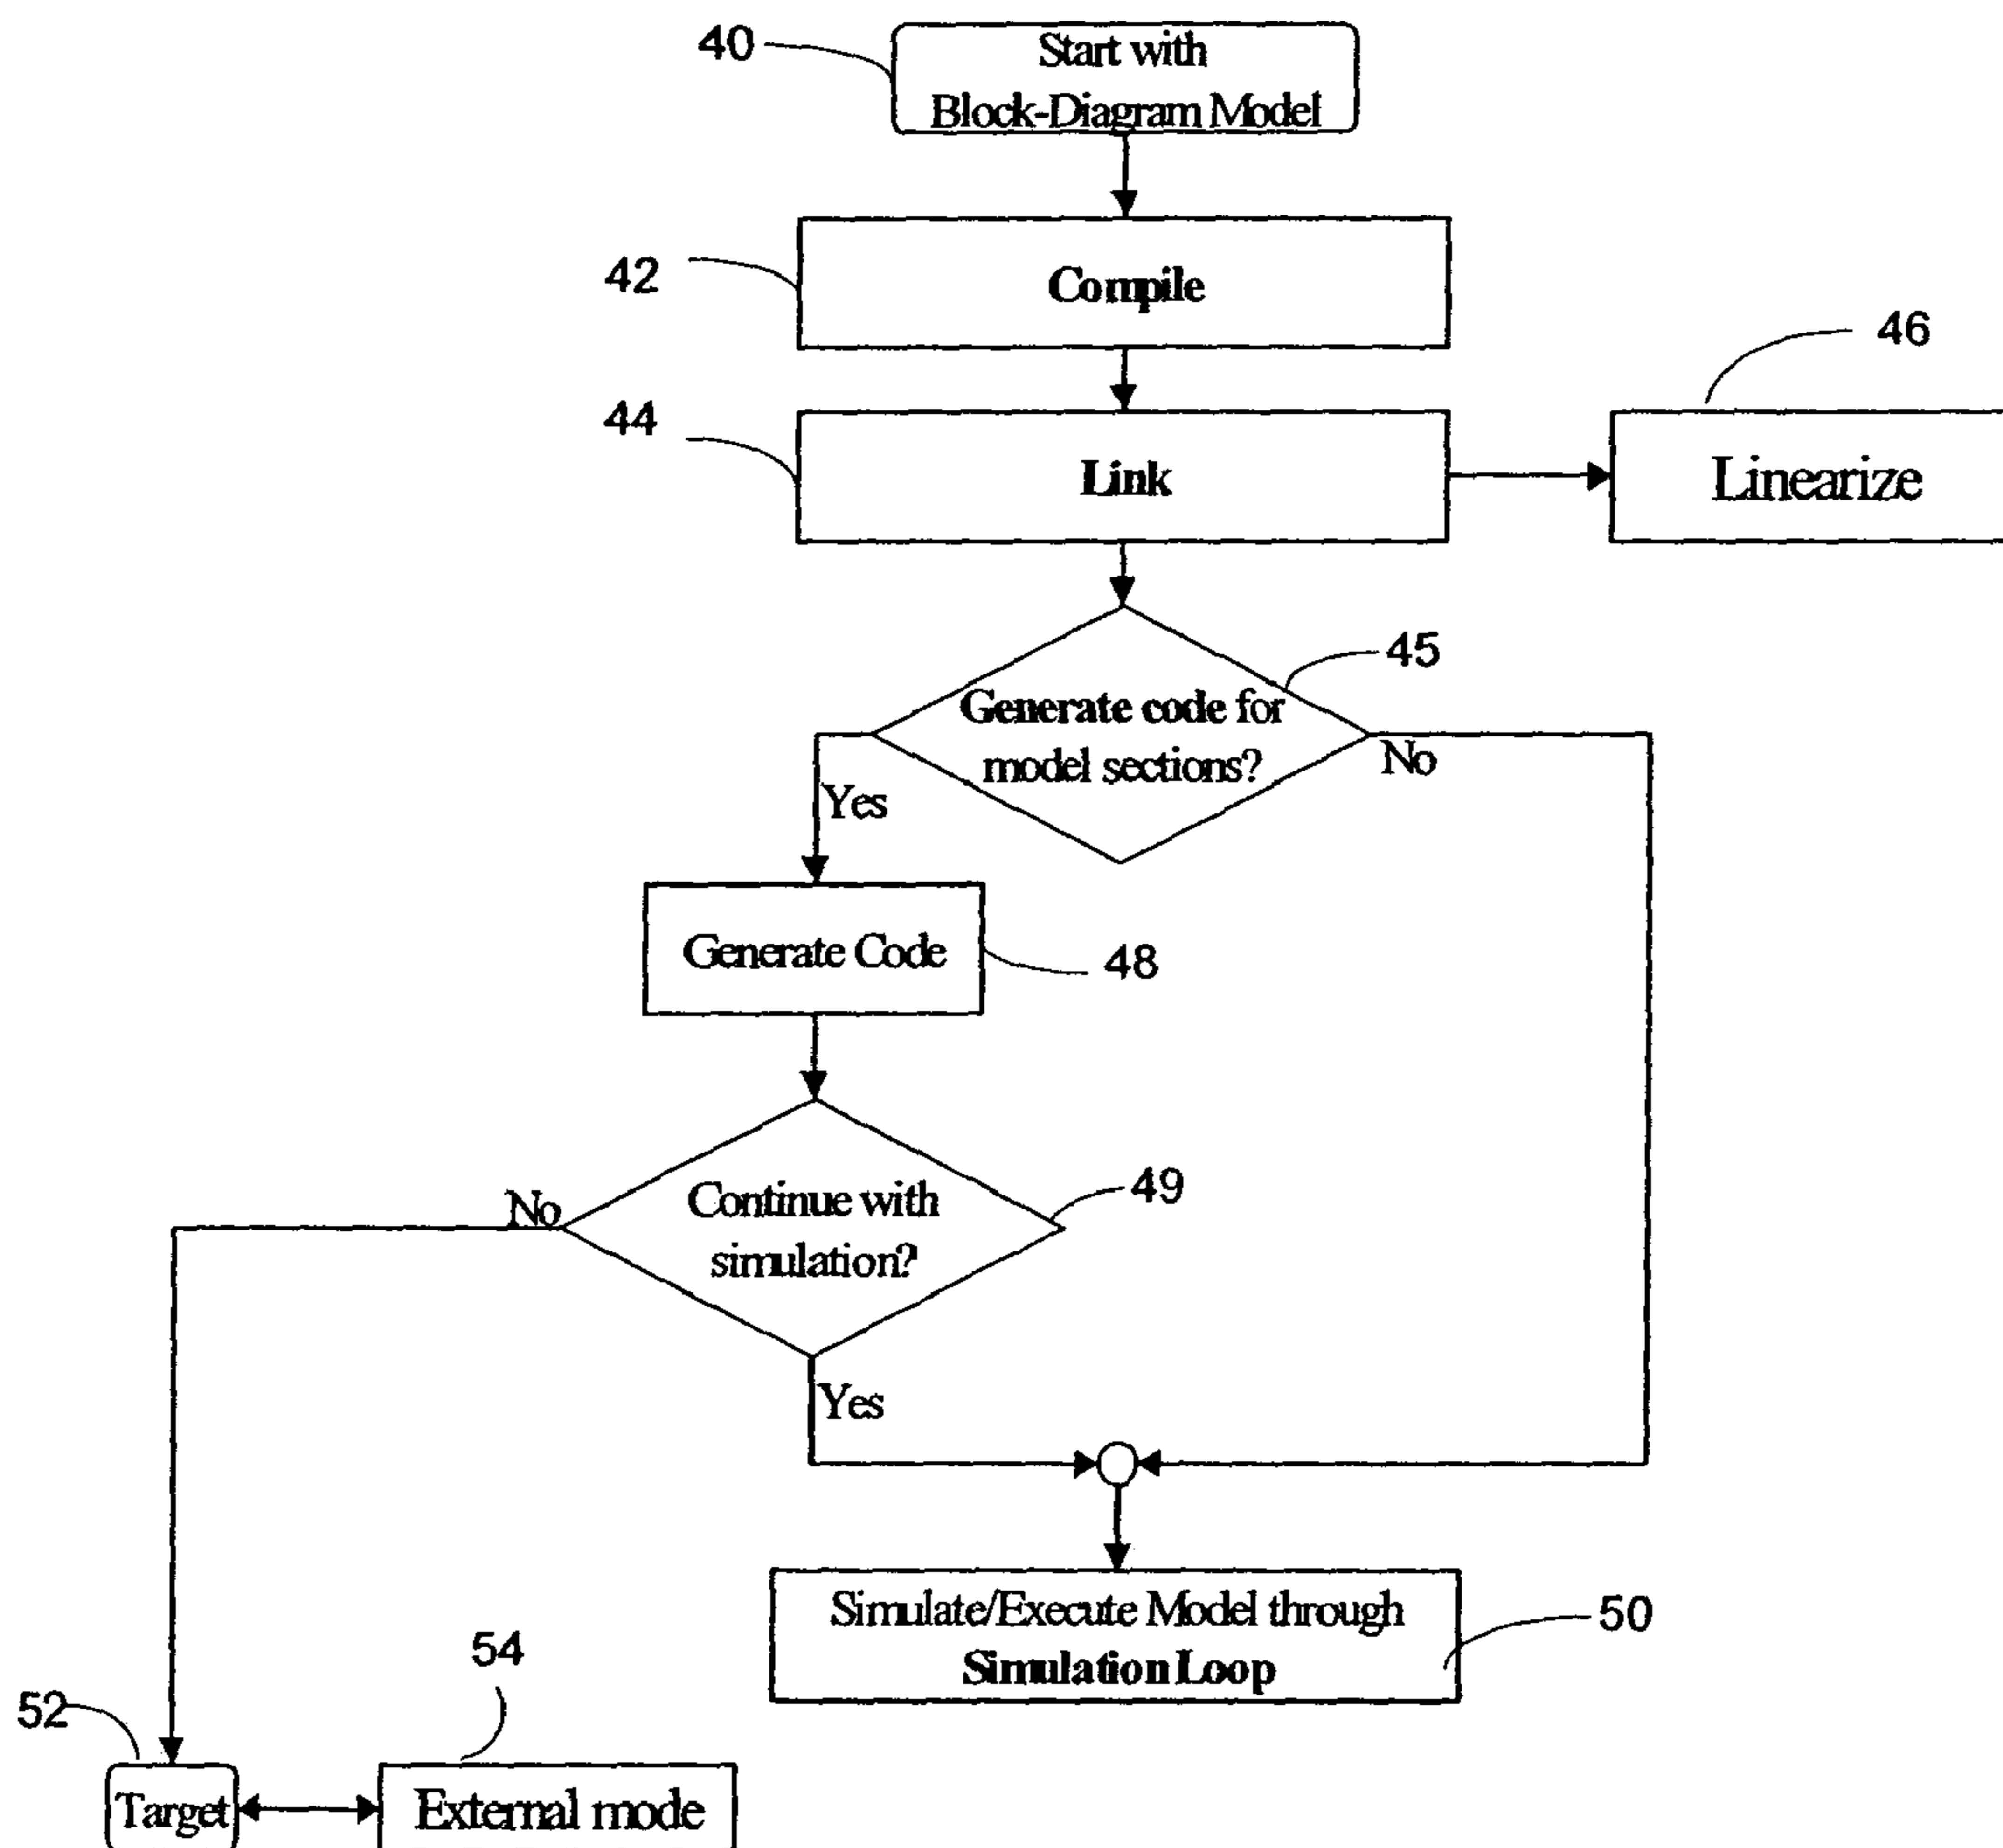 40
Start with
Block-Diagram Model
42
Compile
46
44
Link
Linearize
45
Generate code for
model sections?
No
Yes
Generate Code
48
No
Continue with
simulation?
49
Yes
Simulate/Execute Model through
Simulation Loop
50
54
52
Target
External mode